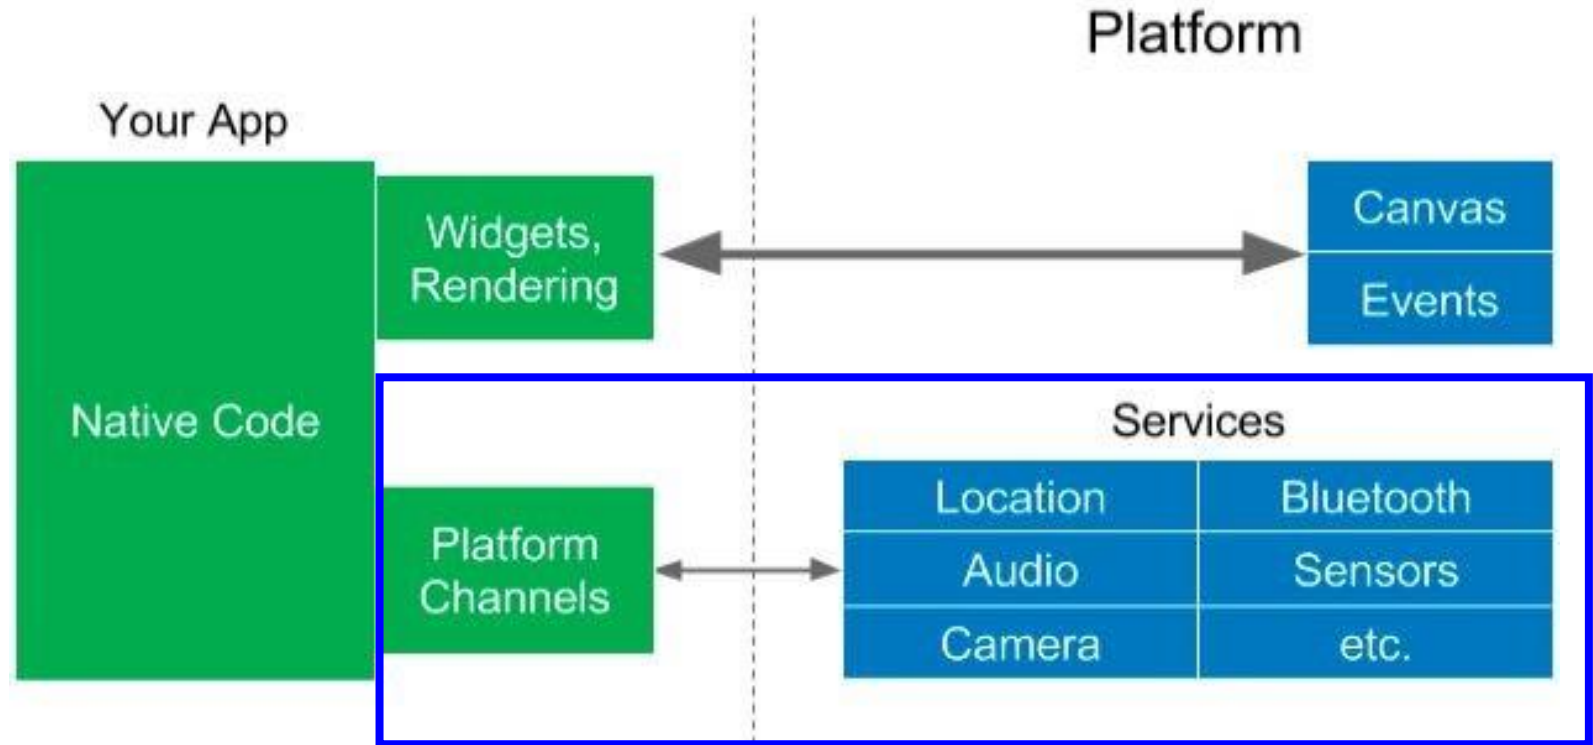 Platform
Your App
Widgets,
Rendering
Canvas
Events
Native Code
Services
Platform
Channels
Location
Bluetooth
Audio
Sensors
Camera
etc.